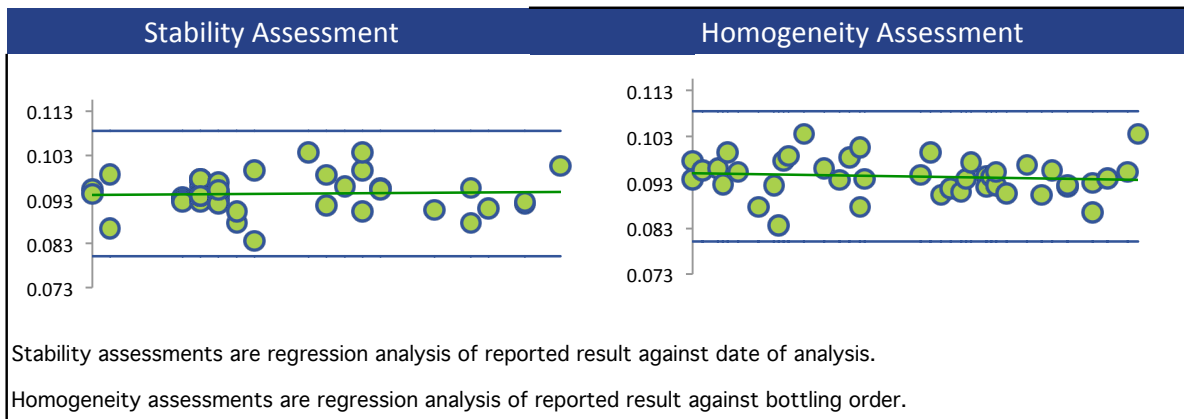 Stability Assessment
Homogeneity Assessment
0.113
0.103
0.093
0.083
0.073
0.113
0.103
0.093
0.083
0.073
Stability assessments are regression analysis of reported result against date of analysis.
Homogeneity assessments are regression analysis of reported result against bottling order.